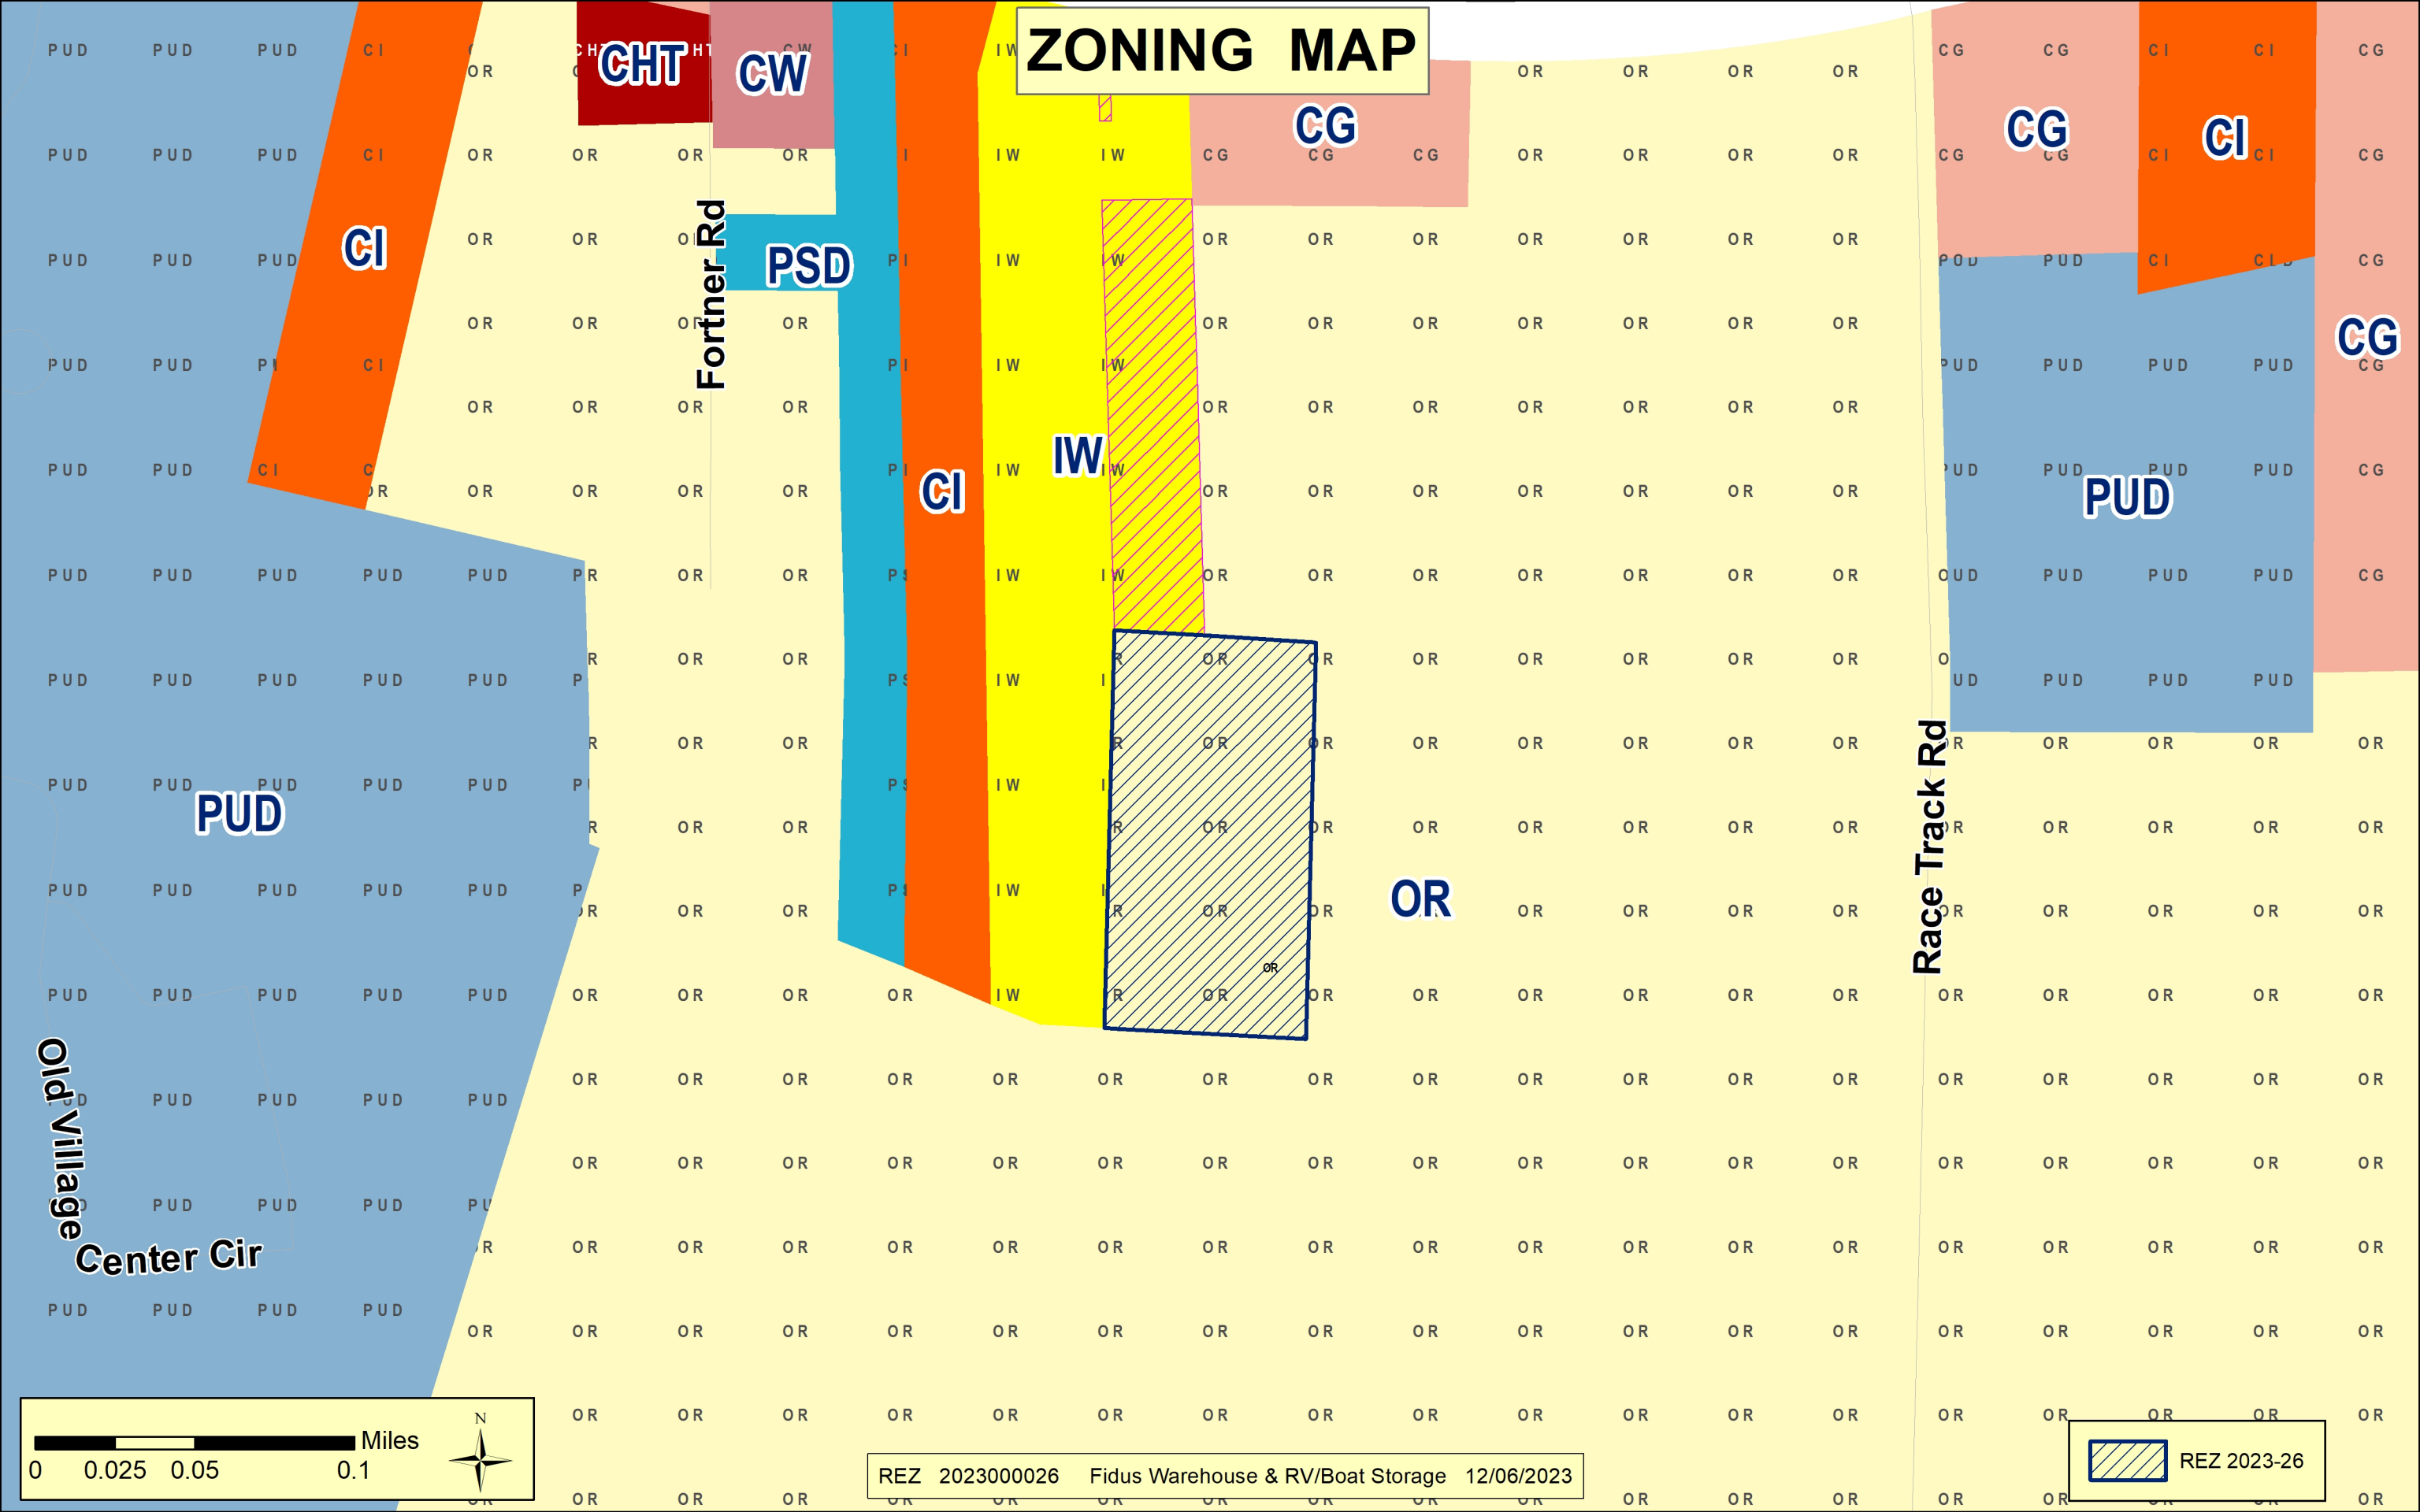 ZONING MAP
CHT
CW
CG
CG
CI
CI
PSD
CG
Fortner Rd
IW
CI
PUD
PUD
OR
Race Track Rd
OR
Old Village
Center Cir
N
Miles
0 0.025 0.05 0.1
REZ 2023000026 Fidus Warehouse & RV/Boat Storage 12/06/2023
REZ 2023-26